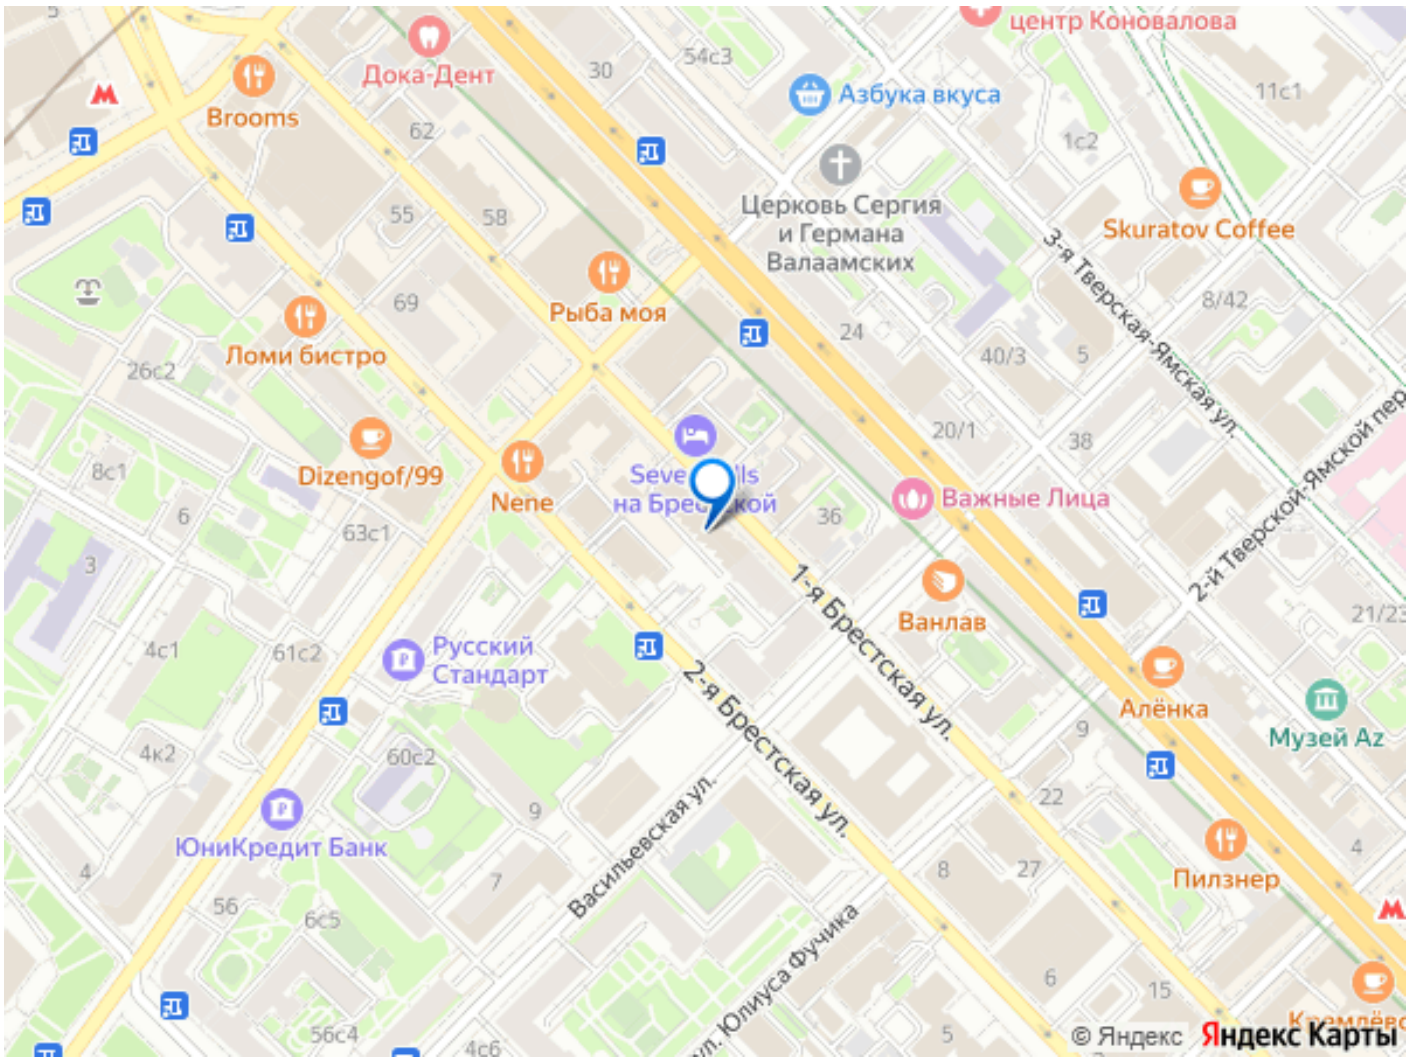 5
центр Коновалова
Дока-Дент
30
54с3
Азбука вкуса
11с1
Brooms
62
1с2
55
58
Церковь Сергия
и Германа
Валаамских
Skuratov Coffee
3-я Тверская-Ямская ул.
69
Рыба моя
8/42
24
Ломи бистро
26с2
40/3
5
20/1
38
8с1
Dizengof/99
Nene
на Брестской
36
Важные Лица
2-й Тверской-Ямской пер
6
63с1
3
1-я Брестская ул.
Ванлав
21/23
4с1
61с2
Русский
Стандарт
2-я Брестская ул.
Алёнка
9
Музей Az
4к2
60с2
9
22
ЮниКредит Банк
Васильевская ул.
4
7
8
27
4
Пилзнер
56
6с5
ул. Юлиуса Фучика
6
15
56с4
4с6
5
© Яндекс
Яндекс Карты